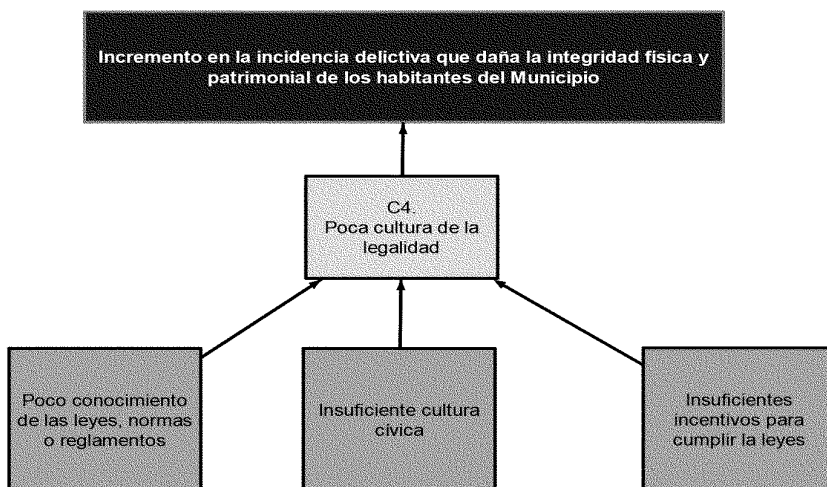 Incremento en la incidencia delictiva que daña la integridad física y
patrimonial de los habitantes del Municipio
C4.
Poca cultura de la
legalidad
Poco conocimiento
de las leyes, normas
o reglamentos
Insuficiente cultura
cívica
Insuficientes
incentivos para
cumplir la leyes